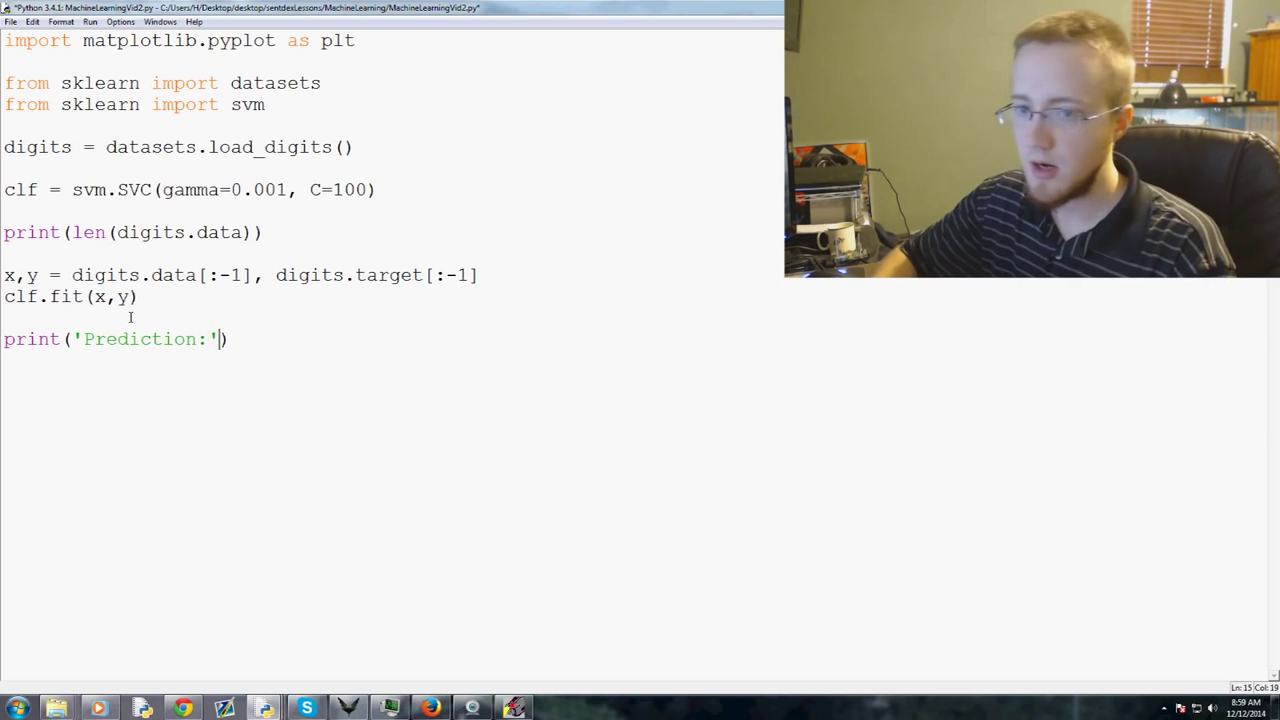 *Python 3.4.1: MachineLearningVid2.py - C:/Users/H/Desktop/desktop/sentdexLessons/MachineLearning/MachineLearningVid2.py*
File Edit Format Run Options Windows Help
import matplotlib.pyplot as plt
from sklearn import datasets
from sklearn import svm
digits = datasets.load_digits()
clf = svm.SVC(gamma=0.001, C=100)
print(len(digits.data))
x,y = digits.data[:-1], digits.target[:-1]
clf.fit(x,y)
print('Prediction:')
Ln: 15 Col: 19
8:59 AM
12/12/2014